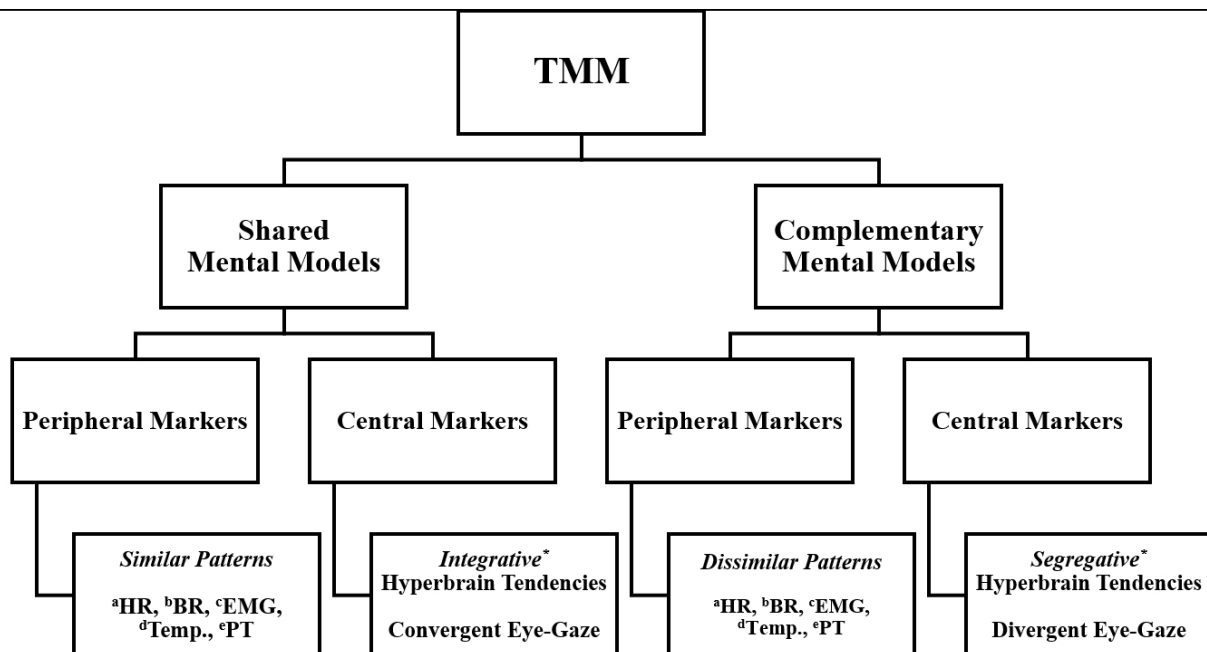 TMM
Shared
Mental Models
Complementary
Mental Models
Peripheral Markers
Central Markers
Peripheral Markers
Central Markers
Similar Patterns
ᵃHR, ᵇBR, ᶜEMG,
ᵈTemp., ᵉPT
Integrative*
Hyperbrain Tendencies
Convergent Eye-Gaze
Dissimilar Patterns
ᵃHR, ᵇBR, ᶜEMG,
ᵈTemp., ᵉPT
Segregative*
Hyperbrain Tendencies
Divergent Eye-Gaze